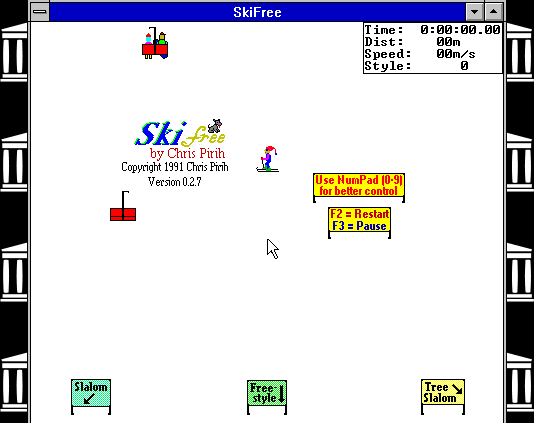 SkiFree
Time: 0:00:00.00
Dist: 00m
Speed: 00m/s
Style: 0
Ski free
by Chris Pirih
Copyright 1991 Chris Pirih
Version 0.2.7
Use NumPad (0-9)
for better control
F2 = Restart
F3 = Pause
Slalom
Free-
style
Tree
Slalom